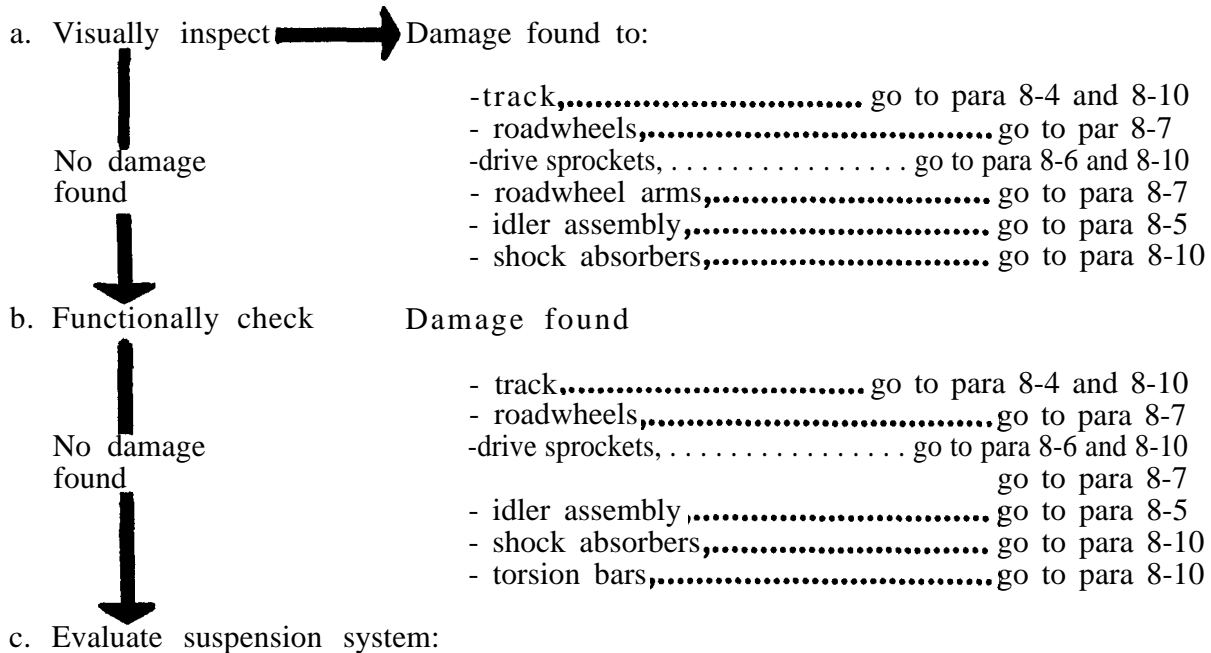 a. Visually inspect Damage found to:
-track,.............................. go to para 8-4 and 8-10
- roadwheels,................................... go to par 8-7
No damage
found
-drive sprockets, . . . . . . . . . . . . . . . . . . go to para 8-6 and 8-10
- roadwheel arms,............................. go to para 8-7
- idler assembly,............................... go to para 8-5
- shock absorbers,............................. go to para 8-10
b. Functionally check Damage found
- track,.............................. go to para 8-4 and 8-10
- roadwheels,...................................go to para 8-7
No damage
found
-drive sprockets, . . . . . . . . . . . . . . . . . go to para 8-6 and 8-10
go to para 8-7
- idler assembly ,...............................go to para 8-5
- shock absorbers,............................. go to para 8-10
- torsion bars,...................................go to para 8-10
c. Evaluate suspension system: